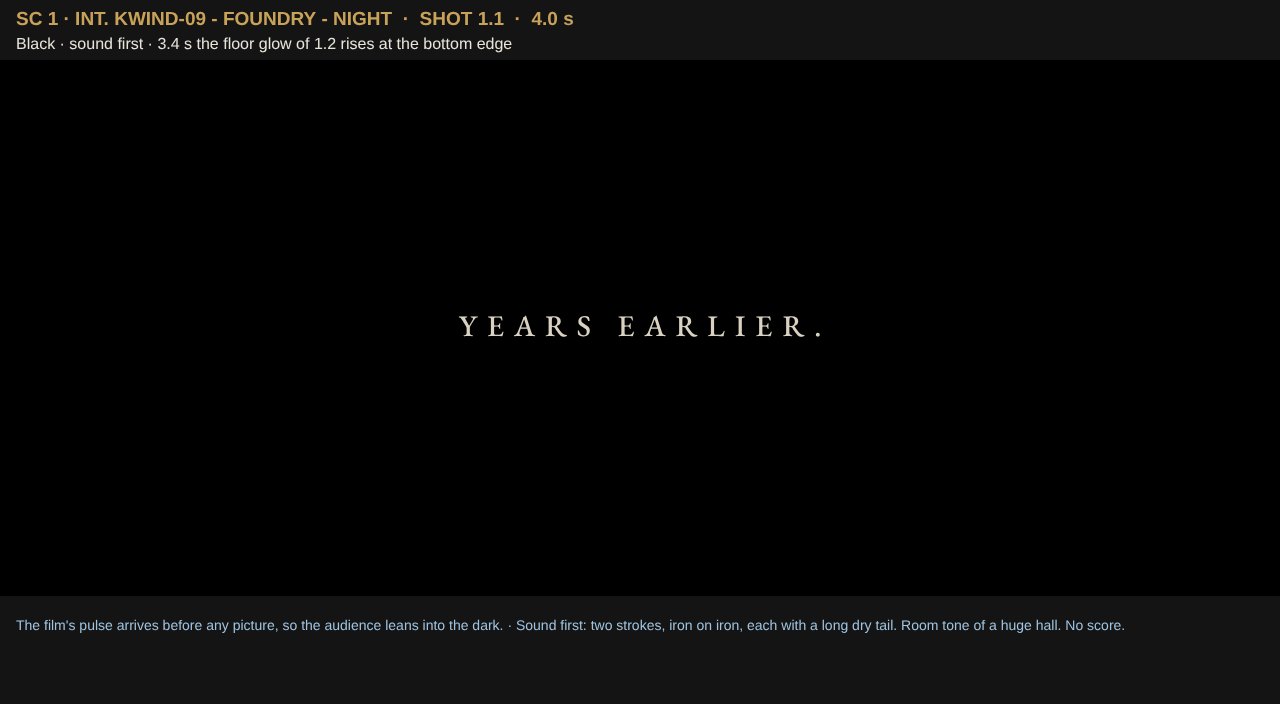 SC 1 · INT. KWIND-09 - FOUNDRY - NIGHT · SHOT 1.1 · 4.0 s
Black · sound first · 3.4 s the floor glow of 1.2 rises at the bottom edge
YEARS EARLIER.
The film's pulse arrives before any picture, so the audience leans into the dark. · Sound first: two strokes, iron on iron, each with a long dry tail. Room tone of a huge hall. No score.